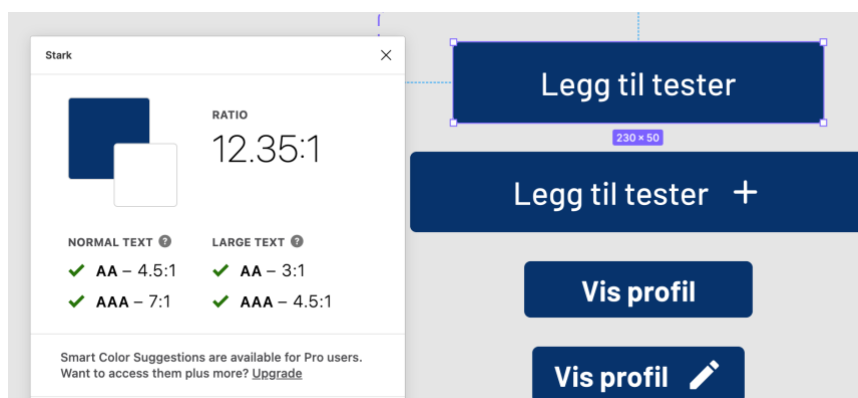 Stark
RATIO
12.35:1
NORMAL TEXT ?
AA – 4.5:1
AAA – 7:1
LARGE TEXT ?
AA – 3:1
AAA – 4.5:1
Smart Color Suggestions are available for Pro users.
Want to access them plus more? Upgrade
Legg til tester
230 × 50
Legg til tester +
Vis profil
Vis profil